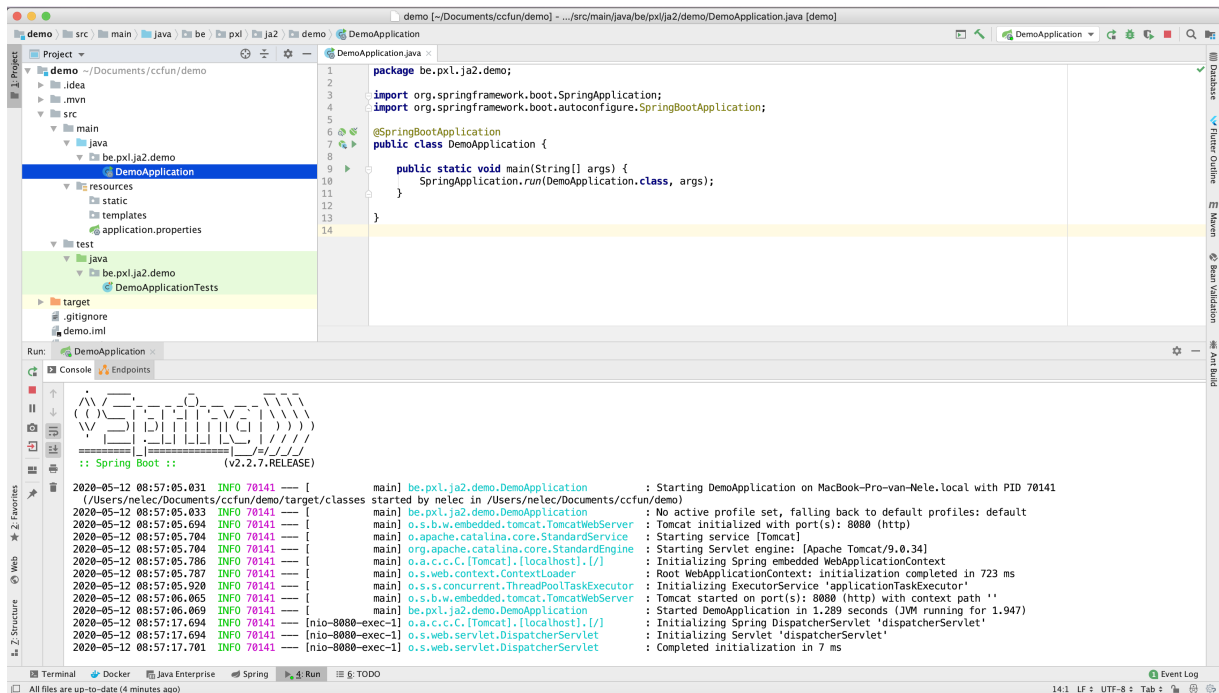 demo [~/Documents/ccfun/demo] - .../src/main/java/be/pxl/ja2/demo/DemoApplication.java [demo]
demo src main java be pxl ja2 demo DemoApplication
DemoApplication
1: Project
Project
DemoApplication.java
demo ~/Documents/ccfun/demo
.idea
.mvn
src
main
java
be.pxl.ja2.demo
DemoApplication
resources
static
templates
application.properties
test
java
be.pxl.ja2.demo
DemoApplicationTests
target
.gitignore
demo.iml
1 package be.pxl.ja2.demo;
2
3 import org.springframework.boot.SpringApplication;
4 import org.springframework.boot.autoconfigure.SpringBootApplication;
5
6 @SpringBootApplication
7 public class DemoApplication {
8
9 public static void main(String[] args) {
10 SpringApplication.run(DemoApplication.class, args);
11 }
12
13 }
14
Database
Flutter Outline
Maven
Bean Validation
Ant Build
Run: DemoApplication
Console Endpoints
:: Spring Boot :: (v2.2.7.RELEASE)
2020-05-12 08:57:05.031 INFO 70141 --- [ main] be.pxl.ja2.demo.DemoApplication : Starting DemoApplication on MacBook-Pro-van-Nele.local with PID 70141
(/Users/nelec/Documents/ccfun/demo/target/classes started by nelec in /Users/nelec/Documents/ccfun/demo)
2020-05-12 08:57:05.033 INFO 70141 --- [ main] be.pxl.ja2.demo.DemoApplication : No active profile set, falling back to default profiles: default
2020-05-12 08:57:05.694 INFO 70141 --- [ main] o.s.b.w.embedded.tomcat.TomcatWebServer : Tomcat initialized with port(s): 8080 (http)
2020-05-12 08:57:05.704 INFO 70141 --- [ main] o.apache.catalina.core.StandardService : Starting service [Tomcat]
2020-05-12 08:57:05.704 INFO 70141 --- [ main] org.apache.catalina.core.StandardEngine : Starting Servlet engine: [Apache Tomcat/9.0.34]
2020-05-12 08:57:05.786 INFO 70141 --- [ main] o.a.c.c.C.[Tomcat].[localhost].[/] : Initializing Spring embedded WebApplicationContext
2020-05-12 08:57:05.787 INFO 70141 --- [ main] o.s.web.context.ContextLoader : Root WebApplicationContext: initialization completed in 723 ms
2020-05-12 08:57:05.920 INFO 70141 --- [ main] o.s.s.concurrent.ThreadPoolTaskExecutor : Initializing ExecutorService 'applicationTaskExecutor'
2020-05-12 08:57:06.065 INFO 70141 --- [ main] o.s.b.w.embedded.tomcat.TomcatWebServer : Tomcat started on port(s): 8080 (http) with context path ''
2020-05-12 08:57:06.069 INFO 70141 --- [ main] be.pxl.ja2.demo.DemoApplication : Started DemoApplication in 1.289 seconds (JVM running for 1.947)
2020-05-12 08:57:17.694 INFO 70141 --- [nio-8080-exec-1] o.a.c.c.C.[Tomcat].[localhost].[/] : Initializing Spring DispatcherServlet 'dispatcherServlet'
2020-05-12 08:57:17.694 INFO 70141 --- [nio-8080-exec-1] o.s.web.servlet.DispatcherServlet : Initializing Servlet 'dispatcherServlet'
2020-05-12 08:57:17.701 INFO 70141 --- [nio-8080-exec-1] o.s.web.servlet.DispatcherServlet : Completed initialization in 7 ms
2: Favorites
Web
Z: Structure
Terminal Docker Java Enterprise Spring 4: Run 6: TODO Event Log
All files are up-to-date (4 minutes ago) 14:1 LF UTF-8 Tab